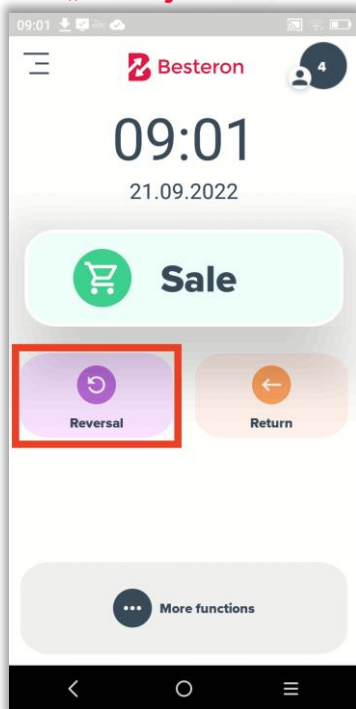 09:01
Besteron
4
09:01
21.09.2022
Sale
Reversal
Return
More functions